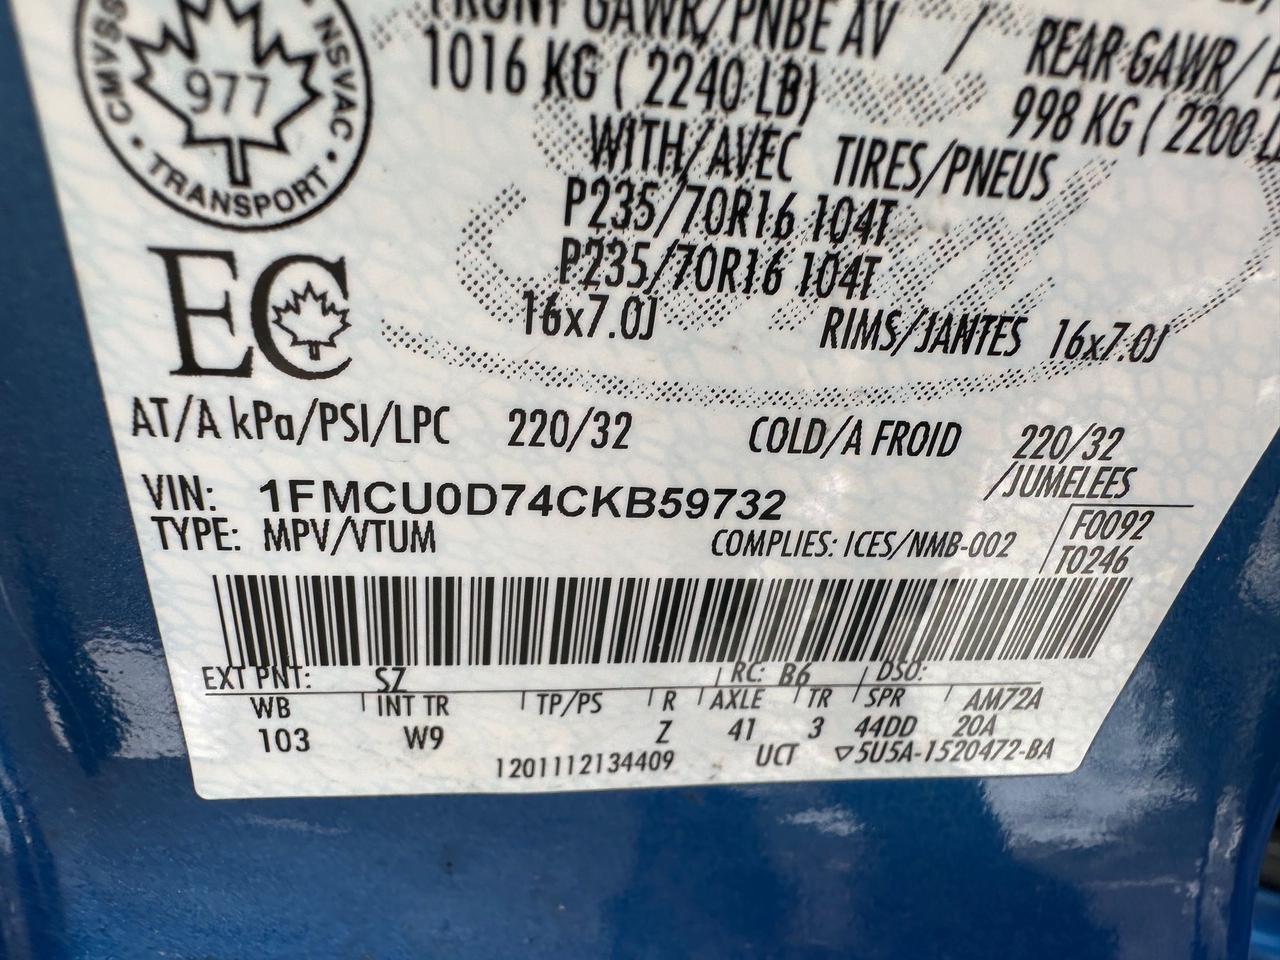 CMVSS
NSVAC
977
TRANSPORT
FRONT GAWR/PNBE AV / REAR GAWR/
1016 KG ( 2240 LB) 998 KG ( 2200
WITH/AVEC TIRES/PNEUS
P235/70R16 104T
P235/70R16 104T
16x7.0J RIMS/JANTES 16x7.0J
EC
AT/A kPa/PSI/LPC 220/32 COLD/A FROID 220/32
/JUMELEES
VIN: 1FMCU0D74CKB59732
TYPE: MPV/VTUM COMPLIES: ICES/NMB-002 F0092
T0246
EXT PNT: SZ RC: B6 DSO:
WB INT TR TP/PS R AXLE TR SPR AM72A
103 W9 Z 41 3 44DD 20A
1201112134409 UCT ▽5U5A-1520472-BA